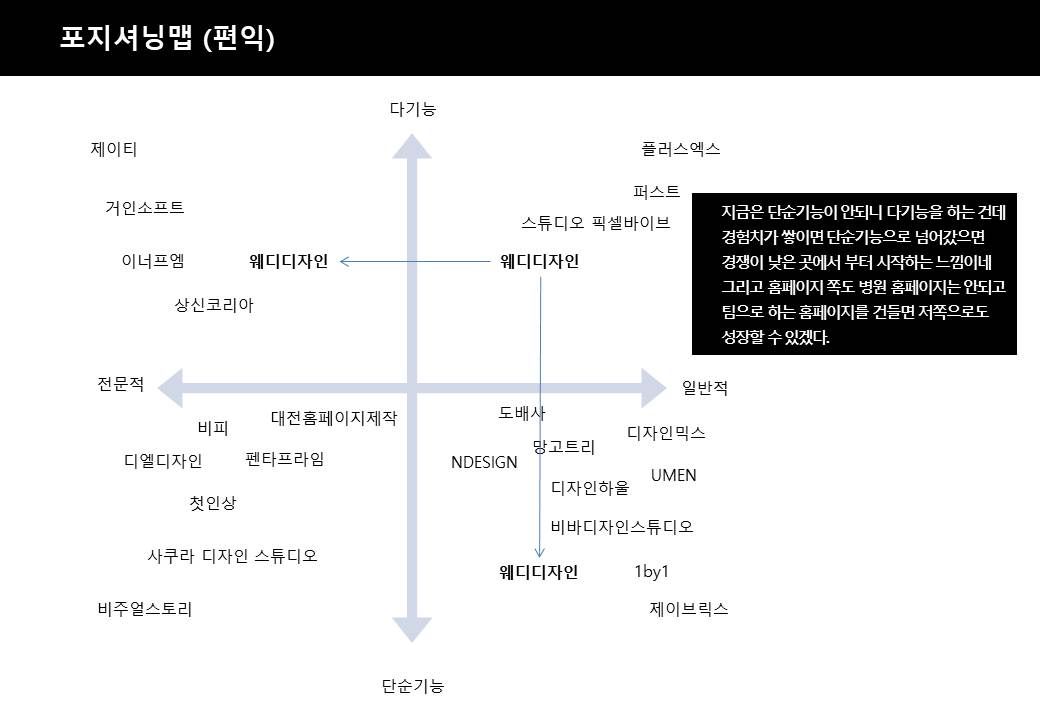 포지셔닝맵 (편익)
다기능
제이티
플러스엑스
퍼스트
거인소프트
스튜디오 픽셀바이브
지금은 단순기능이 안되니 다기능을 하는 건데
경험치가 쌓이면 단순기능으로 넘어갔으면
경쟁이 낮은 곳에서 부터 시작하는 느낌이네
그리고 홈페이지 쪽도 병원 홈페이지는 안되고
팀으로 하는 홈페이지를 건들면 저쪽으로도
성장할 수 있겠다.
이너프엠
웨디디자인
웨디디자인
상신코리아
전문적
일반적
대전홈페이지제작
도배사
비피
디자인믹스
망고트리
디엘디자인
펜타프라임
NDESIGN
UMEN
디자인하울
첫인상
비바디자인스튜디오
사쿠라 디자인 스튜디오
웨디디자인
1by1
비주얼스토리
제이브릭스
단순기능